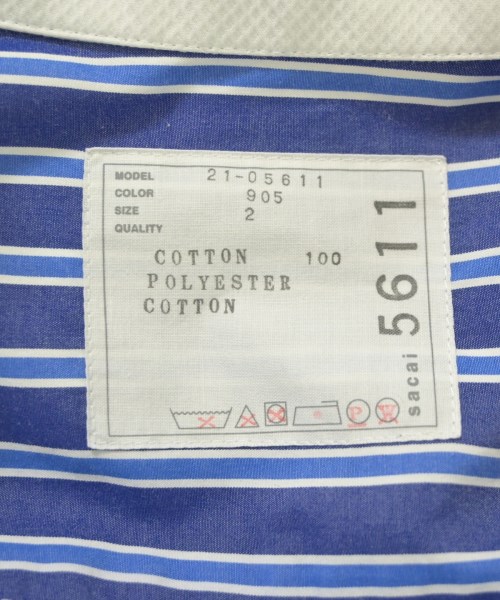 MODEL 21-05611
COLOR 905
SIZE 2
QUALITY
COTTON 100
POLYESTER
COTTON
P W
sacai 5611